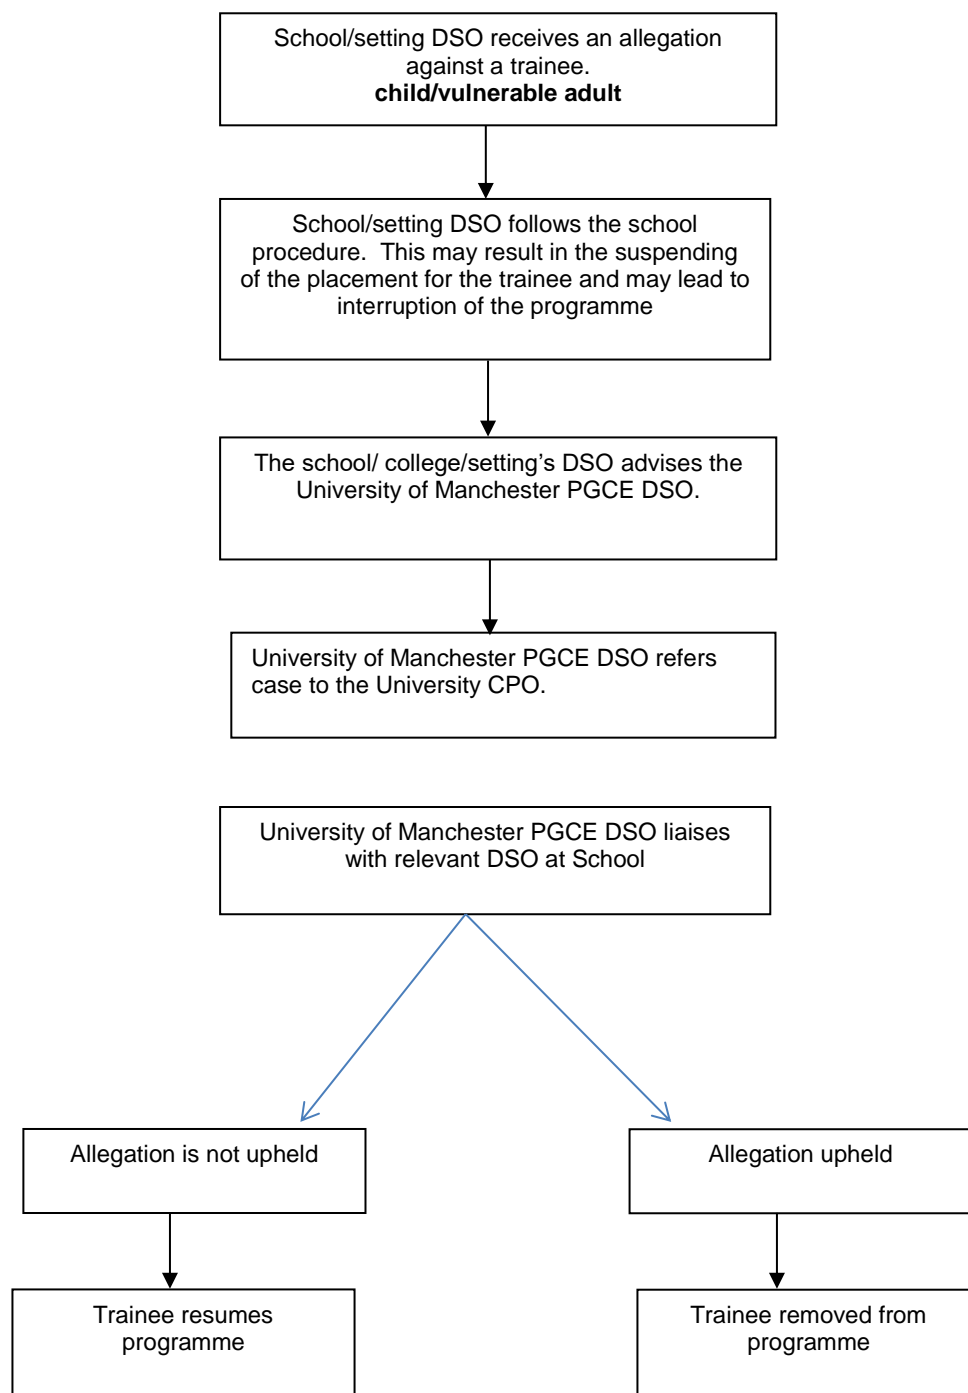 School/setting DSO receives an allegation
against a trainee.
child/vulnerable adult
School/setting DSO follows the school
procedure.  This may result in the suspending
of the placement for the trainee and may lead to
interruption of the programme
The school/ college/setting's DSO advises the
University of Manchester PGCE DSO.
University of Manchester PGCE DSO refers
case to the University CPO.
University of Manchester PGCE DSO liaises
with relevant DSO at School
Allegation is not upheld
Allegation upheld
Trainee resumes
programme
Trainee removed from
programme